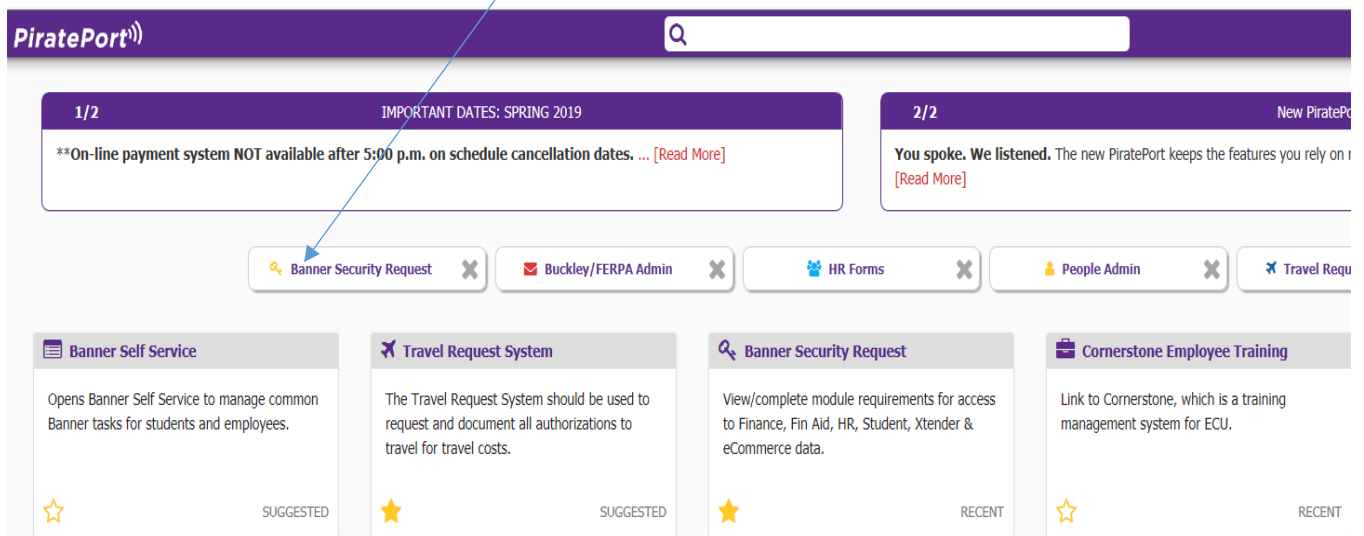 PiratePort
1/2 IMPORTANT DATES: SPRING 2019
**On-line payment system NOT available after 5:00 p.m. on schedule cancellation dates. ... [Read More]
2/2 New PiratePo
You spoke. We listened. The new PiratePort keeps the features you rely on
[Read More]
Banner Security Request
Buckley/FERPA Admin
HR Forms
People Admin
Travel Requ
Banner Self Service
Opens Banner Self Service to manage common
Banner tasks for students and employees.
SUGGESTED
Travel Request System
The Travel Request System should be used to
request and document all authorizations to
travel for travel costs.
SUGGESTED
Banner Security Request
View/complete module requirements for access
to Finance, Fin Aid, HR, Student, Xtender &
eCommerce data.
RECENT
Cornerstone Employee Training
Link to Cornerstone, which is a training
management system for ECU.
RECENT